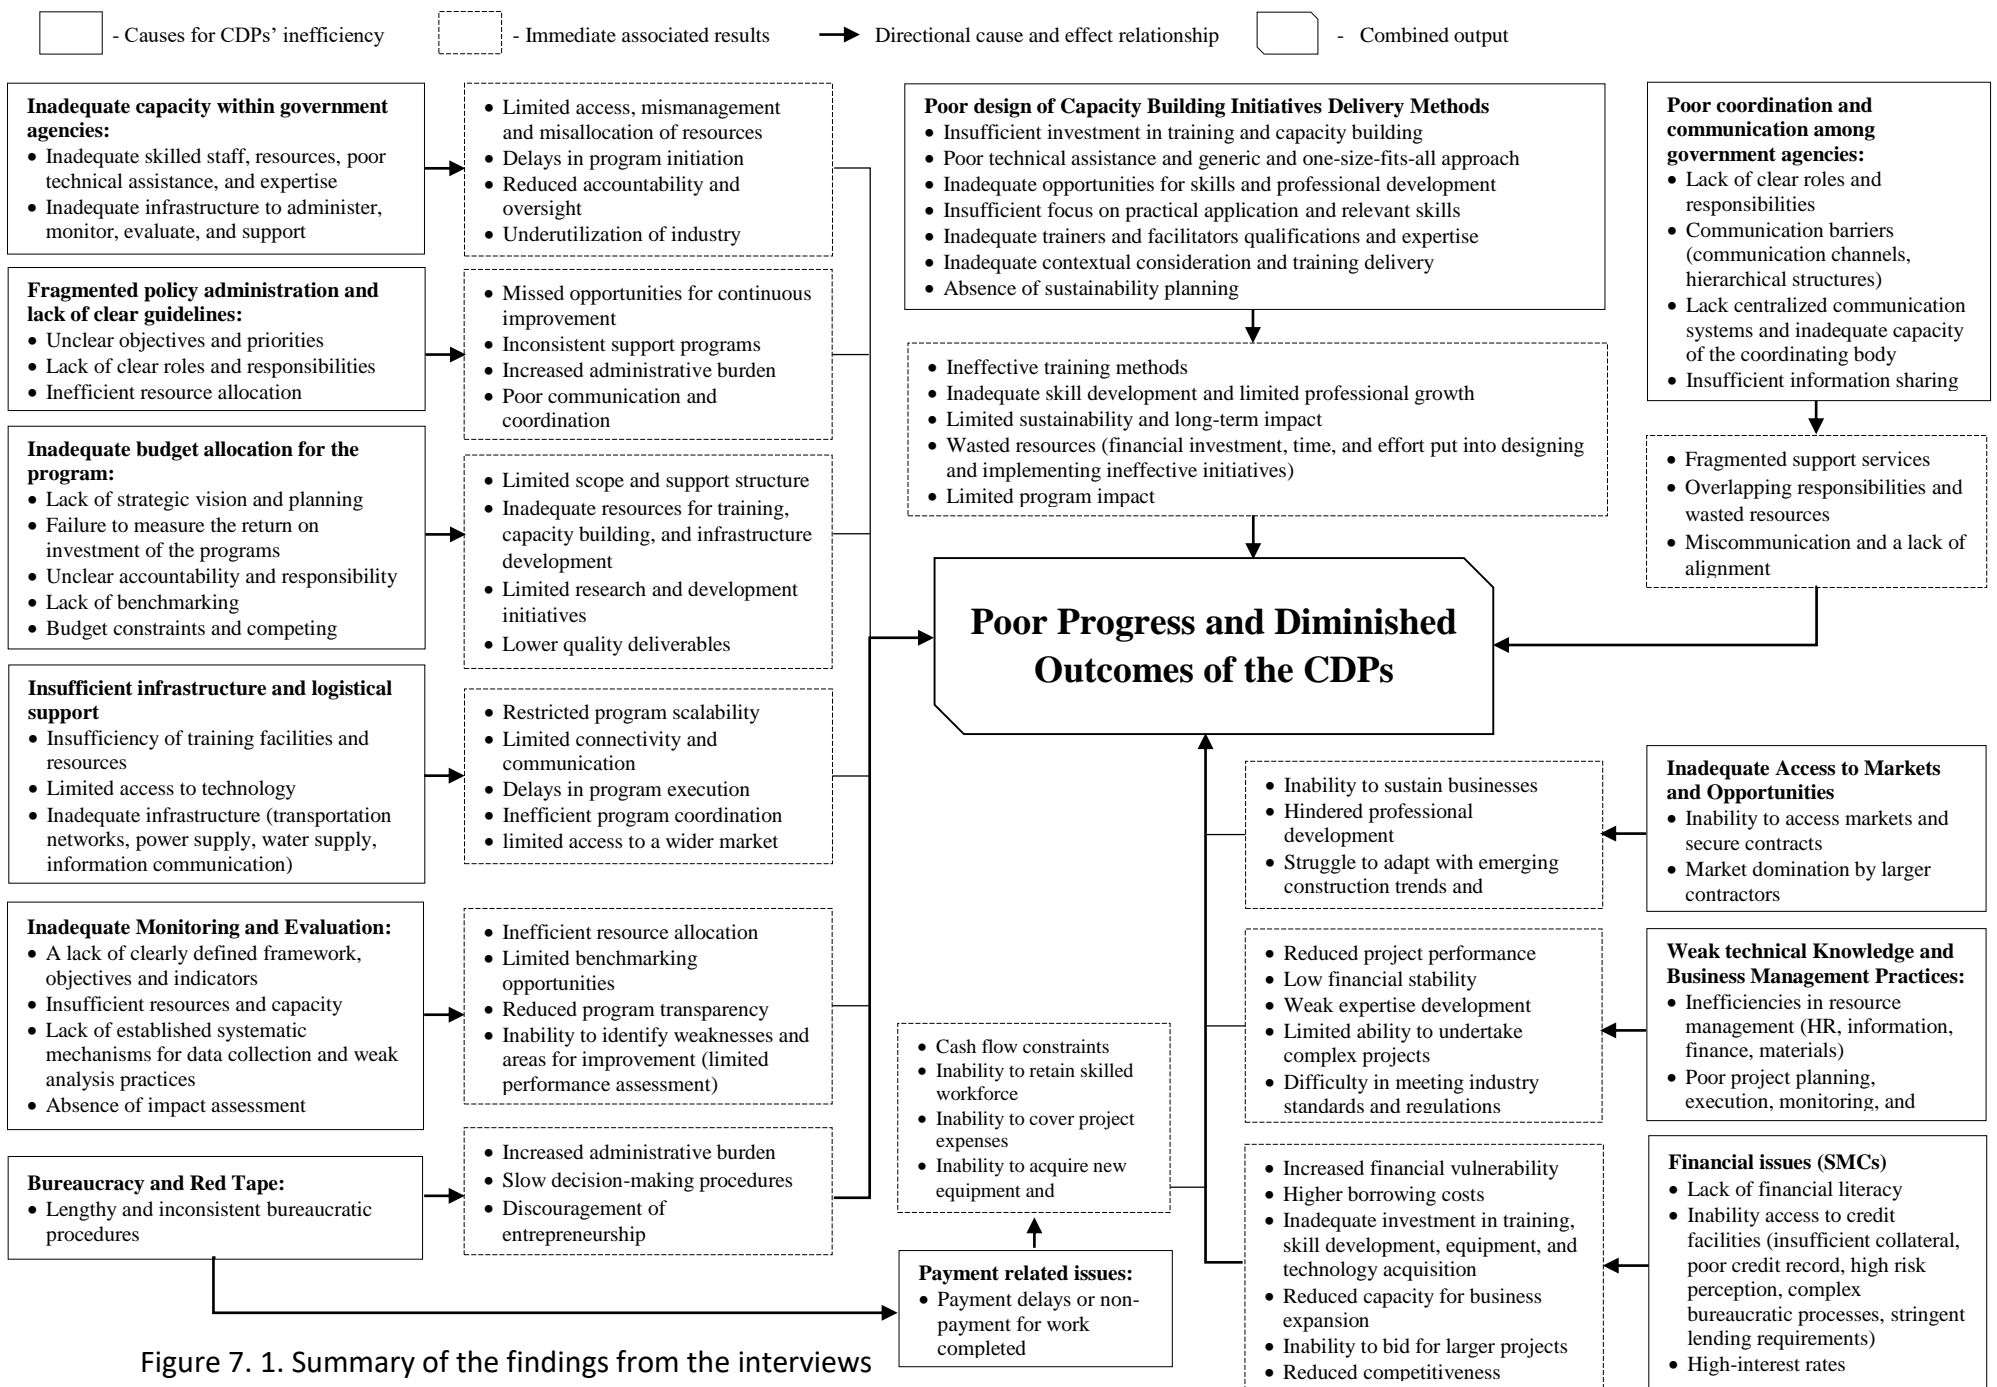 - Causes for CDPs' inefficiency
- Immediate associated results
Directional cause and effect relationship
- Combined output
Inadequate capacity within government
agencies:
• Inadequate skilled staff, resources, poor
technical assistance, and expertise
• Inadequate infrastructure to administer,
monitor, evaluate, and support
• Limited access, mismanagement
and misallocation of resources
• Delays in program initiation
• Reduced accountability and
oversight
• Underutilization of industry
Fragmented policy administration and
lack of clear guidelines:
• Unclear objectives and priorities
• Lack of clear roles and responsibilities
• Inefficient resource allocation
• Missed opportunities for continuous
improvement
• Inconsistent support programs
• Increased administrative burden
• Poor communication and
coordination
Inadequate budget allocation for the
program:
• Lack of strategic vision and planning
• Failure to measure the return on
investment of the programs
• Unclear accountability and responsibility
• Lack of benchmarking
• Budget constraints and competing
• Limited scope and support structure
• Inadequate resources for training,
capacity building, and infrastructure
development
• Limited research and development
initiatives
• Lower quality deliverables
Insufficient infrastructure and logistical
support
• Insufficiency of training facilities and
resources
• Limited access to technology
• Inadequate infrastructure (transportation
networks, power supply, water supply,
information communication)
• Restricted program scalability
• Limited connectivity and
communication
• Delays in program execution
• Inefficient program coordination
• limited access to a wider market
Inadequate Monitoring and Evaluation:
• A lack of clearly defined framework,
objectives and indicators
• Insufficient resources and capacity
• Lack of established systematic
mechanisms for data collection and weak
analysis practices
• Absence of impact assessment
• Inefficient resource allocation
• Limited benchmarking
opportunities
• Reduced program transparency
• Inability to identify weaknesses and
areas for improvement (limited
performance assessment)
Bureaucracy and Red Tape:
• Lengthy and inconsistent bureaucratic
procedures
• Increased administrative burden
• Slow decision-making procedures
• Discouragement of
entrepreneurship
Poor design of Capacity Building Initiatives Delivery Methods
• Insufficient investment in training and capacity building
• Poor technical assistance and generic and one-size-fits-all approach
• Inadequate opportunities for skills and professional development
• Insufficient focus on practical application and relevant skills
• Inadequate trainers and facilitators qualifications and expertise
• Inadequate contextual consideration and training delivery
• Absence of sustainability planning
• Ineffective training methods
• Inadequate skill development and limited professional growth
• Limited sustainability and long-term impact
• Wasted resources (financial investment, time, and effort put into designing
and implementing ineffective initiatives)
• Limited program impact
Poor Progress and Diminished
Outcomes of the CDPs
Poor coordination and
communication among
government agencies:
• Lack of clear roles and
responsibilities
• Communication barriers
(communication channels,
hierarchical structures)
• Lack centralized communication
systems and inadequate capacity
of the coordinating body
• Insufficient information sharing
• Fragmented support services
• Overlapping responsibilities and
wasted resources
• Miscommunication and a lack of
alignment
• Inability to sustain businesses
• Hindered professional
development
• Struggle to adapt with emerging
construction trends and
Inadequate Access to Markets
and Opportunities
• Inability to access markets and
secure contracts
• Market domination by larger
contractors
• Reduced project performance
• Low financial stability
• Weak expertise development
• Limited ability to undertake
complex projects
• Difficulty in meeting industry
standards and regulations
Weak technical Knowledge and
Business Management Practices:
• Inefficiencies in resource
management (HR, information,
finance, materials)
• Poor project planning,
execution, monitoring, and
• Cash flow constraints
• Inability to retain skilled
workforce
• Inability to cover project
expenses
• Inability to acquire new
equipment and
Payment related issues:
• Payment delays or non-
payment for work
completed
• Increased financial vulnerability
• Higher borrowing costs
• Inadequate investment in training,
skill development, equipment, and
technology acquisition
• Reduced capacity for business
expansion
• Inability to bid for larger projects
• Reduced competitiveness
Financial issues (SMCs)
• Lack of financial literacy
• Inability access to credit
facilities (insufficient collateral,
poor credit record, high risk
perception, complex
bureaucratic processes, stringent
lending requirements)
• High-interest rates
Figure 7. 1. Summary of the findings from the interviews